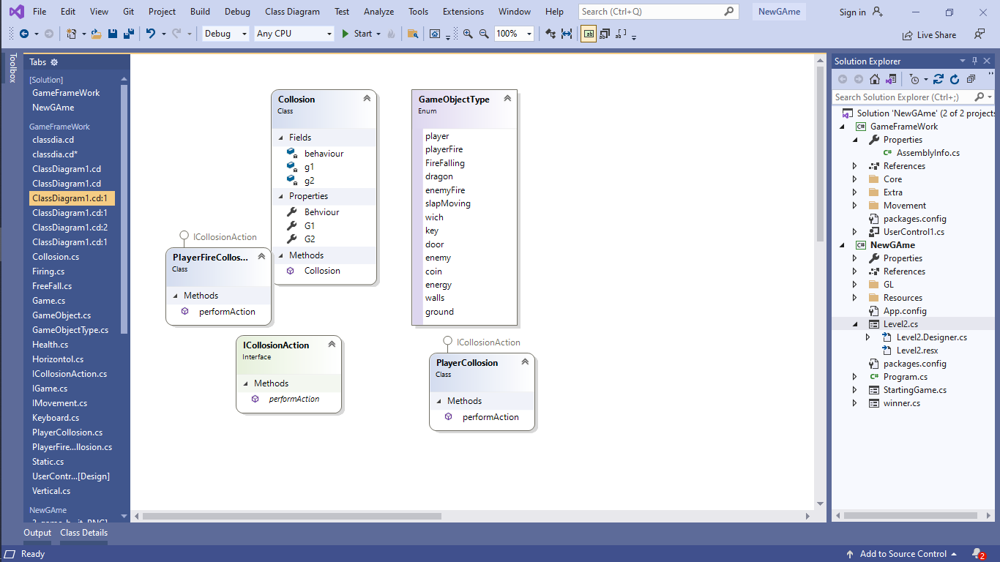 File Edit View Git Project Build Debug Class Diagram Test Analyze Tools Extensions Window Help Search (Ctrl+Q) NewGAme Sign in
Debug Any CPU Start 100% Live Share
Toolbox
Tabs
[Solution]
GameFrameWork
NewGAme
GameFrameWork
classdia.cd
classdia.cd*
ClassDiagram1.cd
ClassDiagram1.cd
ClassDiagram1.cd:1
ClassDiagram1.cd:1
ClassDiagram1.cd:2
ClassDiagram1.cd:1
Collosion.cs
Firing.cs
FreeFall.cs
Game.cs
GameObject.cs
GameObjectType.cs
Health.cs
Horizontol.cs
ICollosionAction.cs
IGame.cs
IMovement.cs
Keyboard.cs
PlayerCollosion.cs
PlayerFire...llosion.cs
Static.cs
UserContr...[Design]
Vertical.cs
NewGAme
Collosion
Class
Fields
behaviour
g1
g2
Properties
Behviour
G1
G2
Methods
Collosion
GameObjectType
Enum
player
playerFire
FireFalling
dragon
enemyFire
slapMoving
wich
key
door
enemy
coin
energy
walls
ground
ICollosionAction
PlayerFireCollos...
Class
Methods
performAction
ICollosionAction
Interface
Methods
performAction
ICollosionAction
PlayerCollosion
Class
Methods
performAction
Solution Explorer
Search Solution Explorer (Ctrl+;)
Solution 'NewGAme' (2 of 2 projects
GameFrameWork
Properties
AssemblyInfo.cs
References
Core
Extra
Movement
packages.config
UserControl1.cs
NewGAme
Properties
References
GL
Resources
App.config
Level2.cs
Level2.Designer.cs
Level2.resx
packages.config
Program.cs
StartingGame.cs
winner.cs
Output Class Details
Ready Add to Source Control 2